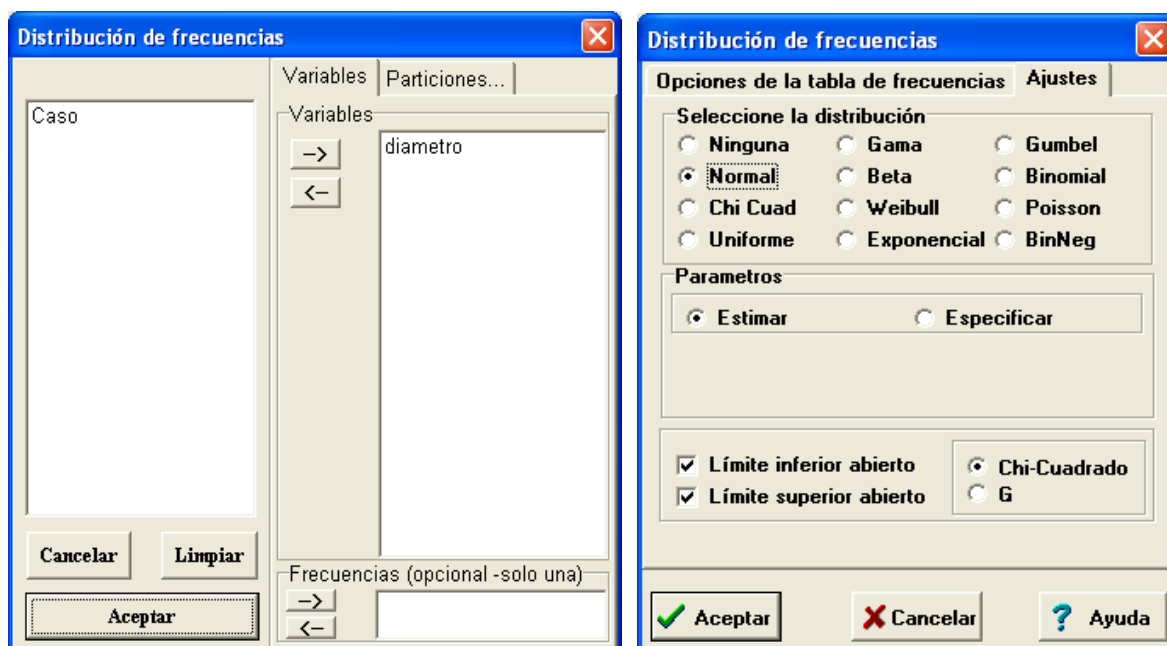 Distribución de frecuencias
Variables
Particiones...
Caso
Variables
-->
<--
diametro
Cancelar
Limpiar
Aceptar
Frecuencias (opcional -solo una)
-->
<--
Distribución de frecuencias
Opciones de la tabla de frecuencias
Ajustes
Seleccione la distribución
Ninguna
Gama
Gumbel
Normal
Beta
Binomial
Chi Cuad
Weibull
Poisson
Uniforme
Exponencial
BinNeg
Parametros
Estimar
Especificar
Límite inferior abierto
Límite superior abierto
Chi-Cuadrado
G
Aceptar
Cancelar
? Ayuda